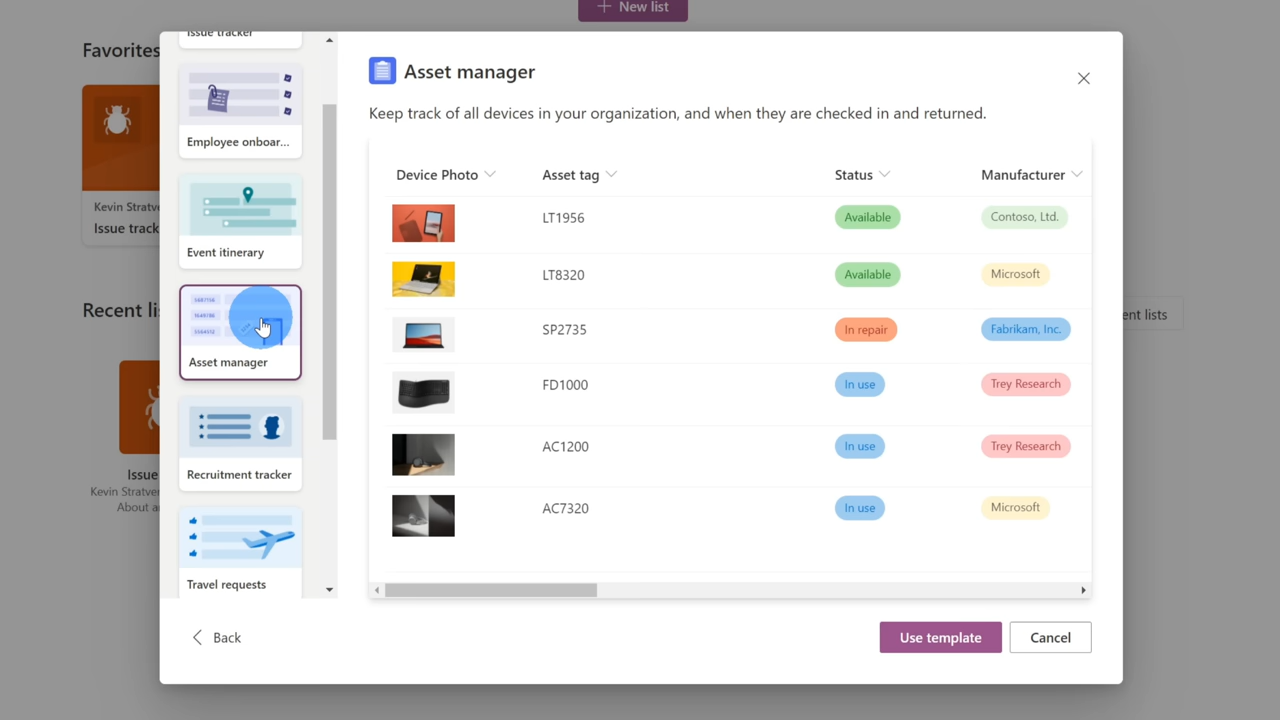 + New list
Favorites
Kevin Stratve
Issue track
Recent lis
Issue
Kevin Stratver
About an
ent lists
Issue tracker
Employee onboar...
Event itinerary
Asset manager
Recruitment tracker
Travel requests
Asset manager
Keep track of all devices in your organization, and when they are checked in and returned.
Device Photo Asset tag Status Manufacturer
LT1956 Available Contoso, Ltd.
LT8320 Available Microsoft
SP2735 In repair Fabrikam, Inc.
FD1000 In use Trey Research
AC1200 In use Trey Research
AC7320 In use Microsoft
Back
Use template
Cancel